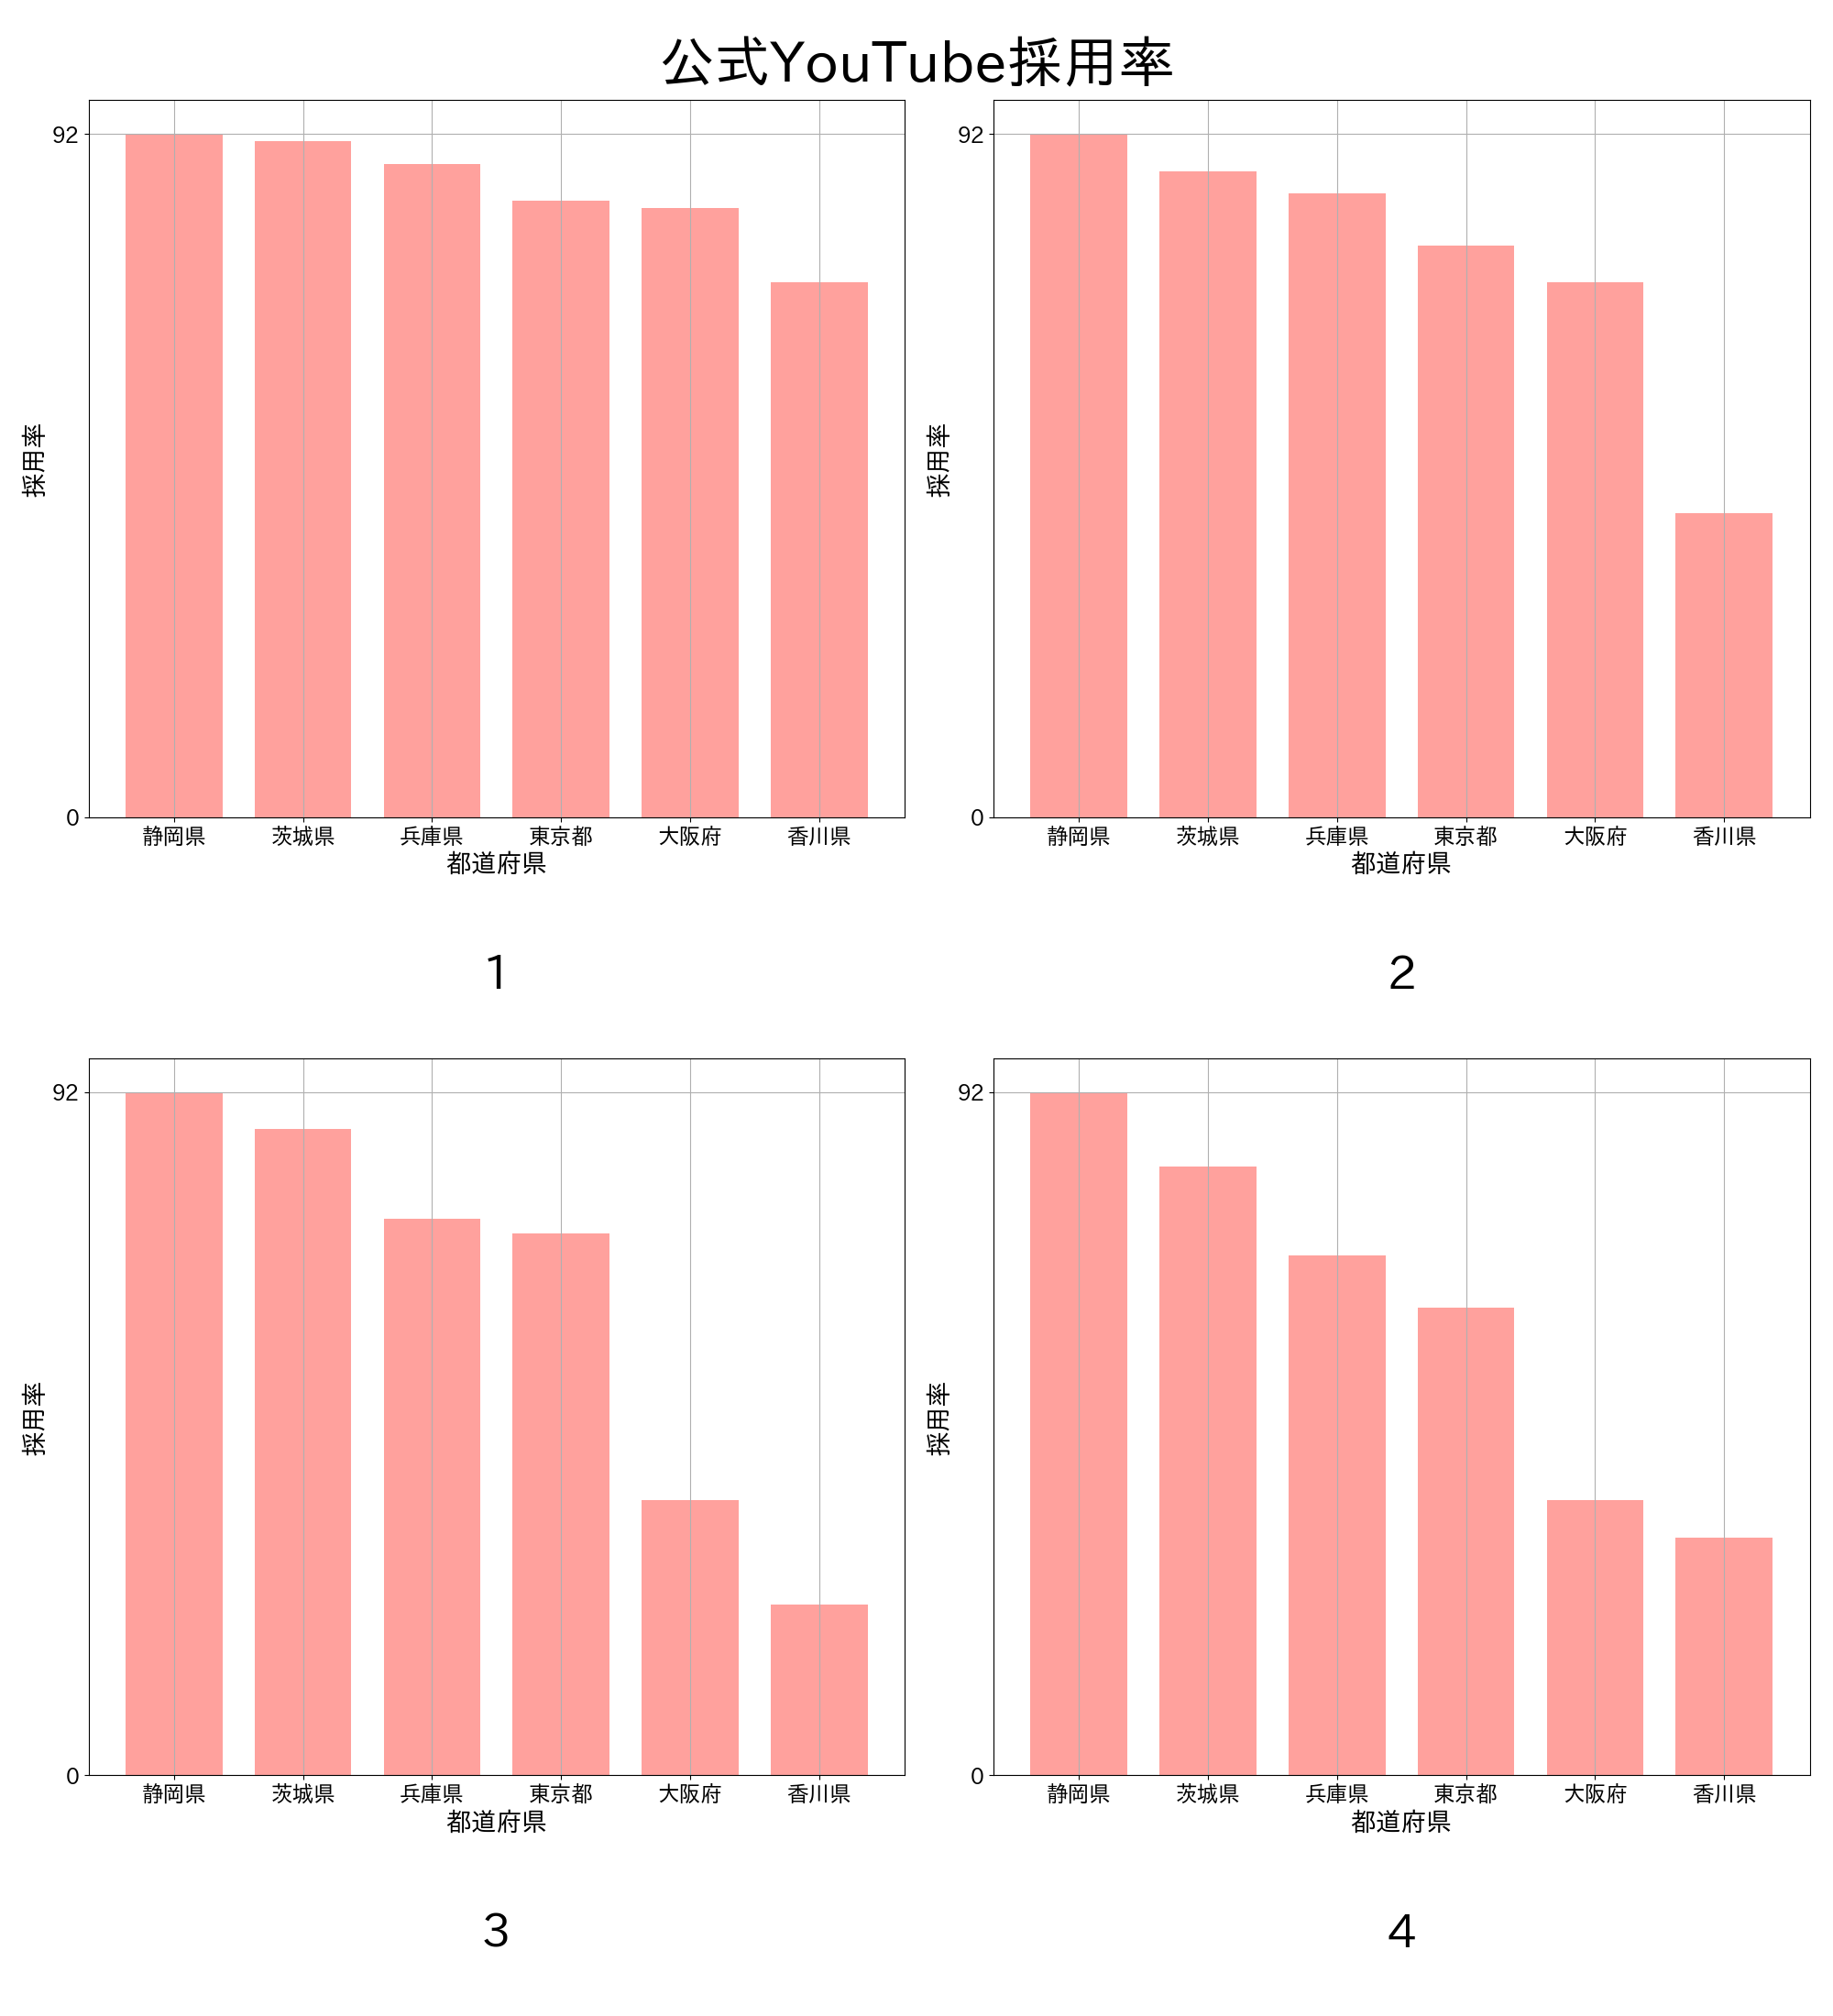 公式YouTube採用率
92
0
採用率
静岡県 茨城県 兵庫県 東京都 大阪府 香川県
都道府県
1
92
0
採用率
静岡県 茨城県 兵庫県 東京都 大阪府 香川県
都道府県
2
92
0
採用率
静岡県 茨城県 兵庫県 東京都 大阪府 香川県
都道府県
3
92
0
採用率
静岡県 茨城県 兵庫県 東京都 大阪府 香川県
都道府県
4